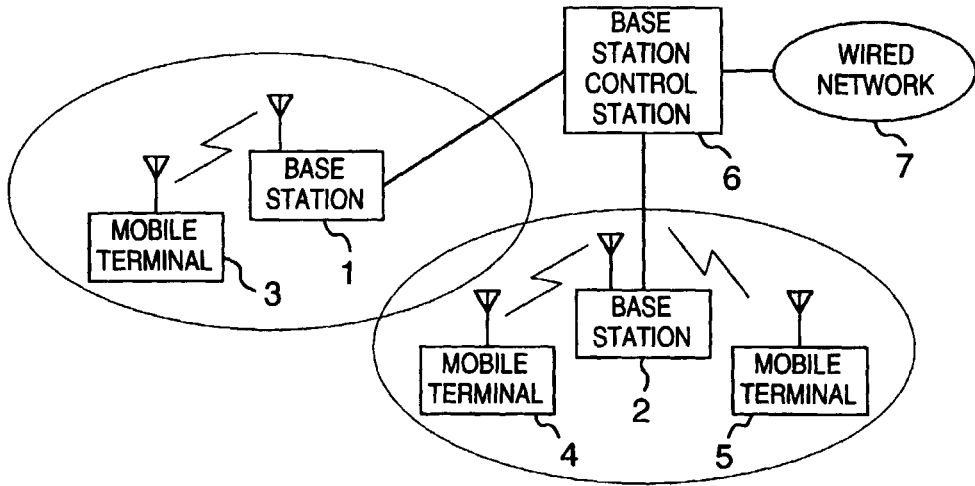 BASE
STATION
CONTROL
STATION
6
WIRED
NETWORK
7
BASE
STATION
1
MOBILE
TERMINAL
3
BASE
STATION
2
MOBILE
TERMINAL
4
MOBILE
TERMINAL
5